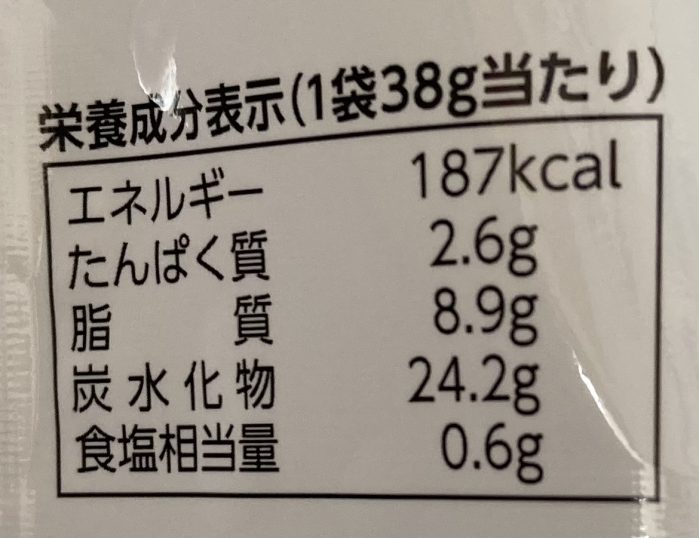 栄養成分表示(1袋38g当たり)
エネルギー 187kcal
たんぱく質 2.6g
脂質 8.9g
炭水化物 24.2g
食塩相当量 0.6g